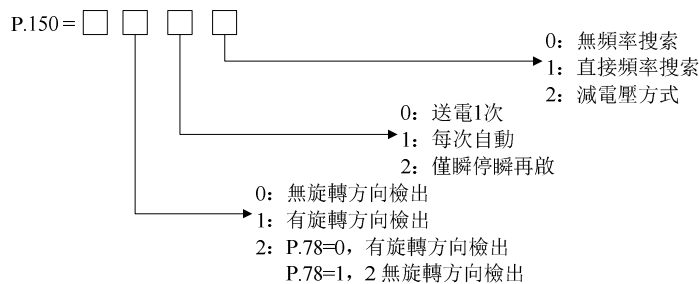 P.150 = □ □ □ □
0：無頻率搜索
1：直接頻率搜索
2：減電壓方式
0：送電1次
1：每次自動
2：僅瞬停瞬再啟
0：無旋轉方向檢出
1：有旋轉方向檢出
2：P.78=0，有旋轉方向檢出
P.78=1，2 無旋轉方向檢出